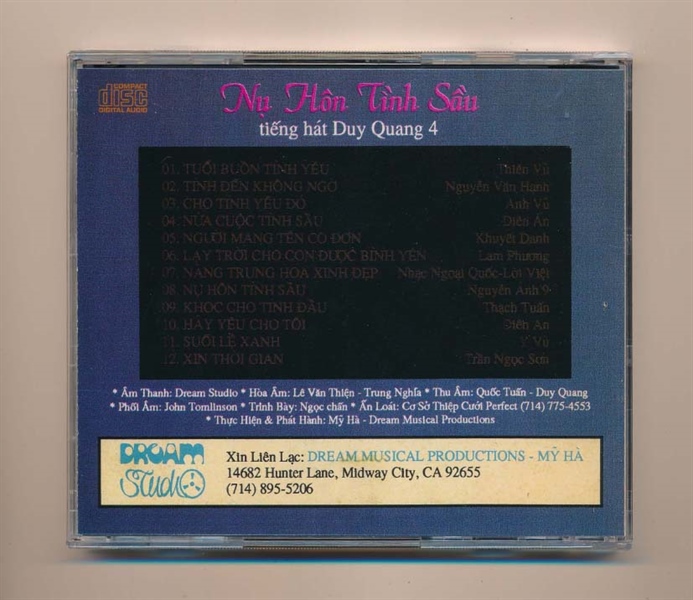 COMPACT
disc
DIGITAL AUDIO
Nụ Hôn Tình Sầu
tiếng hát Duy Quang 4
01. TUỔI BUỒN TÌNH YÊU Thiên Vũ
02. TÌNH ĐẾN KHÔNG NGỜ Nguyễn Văn Hạnh
03. CHO TÌNH YÊU ĐÓ Anh Vũ
04. NỬA CUỘC TÌNH SẦU Diên An
05. NGƯỜI MANG TÊN CÔ ĐƠN Khuyết Danh
06. LẠY TRỜI CHO CON ĐƯỢC BÌNH YÊN Lam Phương
07. NÀNG TRUNG HOA XINH ĐẸP Nhạc Ngoại Quốc-Lời Việt
08. NỤ HÔN TÌNH SẦU Nguyễn Ánh 9
09. KHÓC CHO TÌNH ĐẦU Thạch Tuấn
10. HÃY YÊU CHO TÔI Diên An
11. SUỐI LỆ XANH Y Vũ
12. XIN THỜI GIAN Trần Ngọc Sơn
* Âm Thanh: Dream Studio * Hòa Âm: Lê Văn Thiện - Trung Nghĩa * Thu Âm: Quốc Tuấn - Duy Quang
* Phối Âm: John Tomlinson * Trình Bày: Ngọc chấn * Ấn Loát: Cơ Sở Thiệp Cưới Perfect (714) 775-4553
* Thực Hiện & Phát Hành: Mỹ Hà - Dream Musical Productions
DREAM
Studio
Xin Liên Lạc: DREAM MUSICAL PRODUCTIONS - MỸ HÀ
14682 Hunter Lane, Midway City, CA 92655
(714) 895-5206